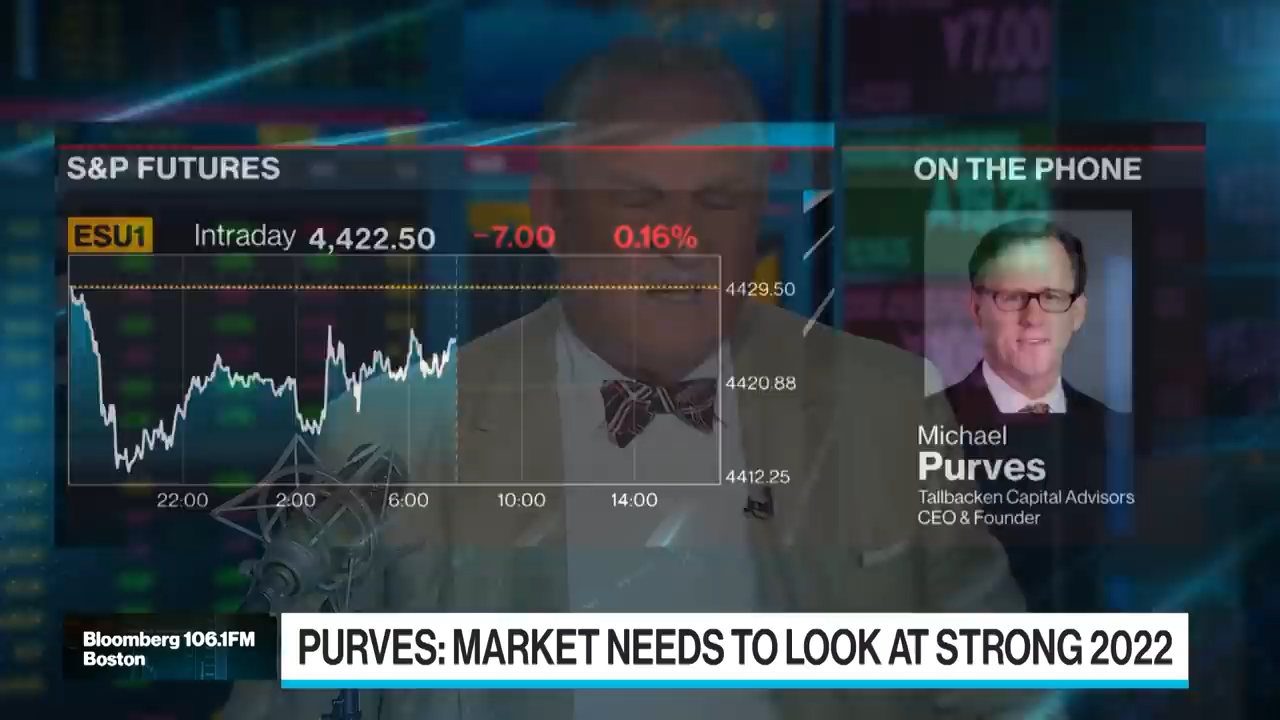 S&P FUTURES
ESU1 Intraday 4,422.50 -7.00 0.16%
4429.50
4420.88
4412.25
22:00 2:00 6:00 10:00 14:00
ON THE PHONE
Michael
Purves
Tallbacken Capital Advisors
CEO & Founder
Bloomberg 106.1FM
Boston
PURVES: MARKET NEEDS TO LOOK AT STRONG 2022